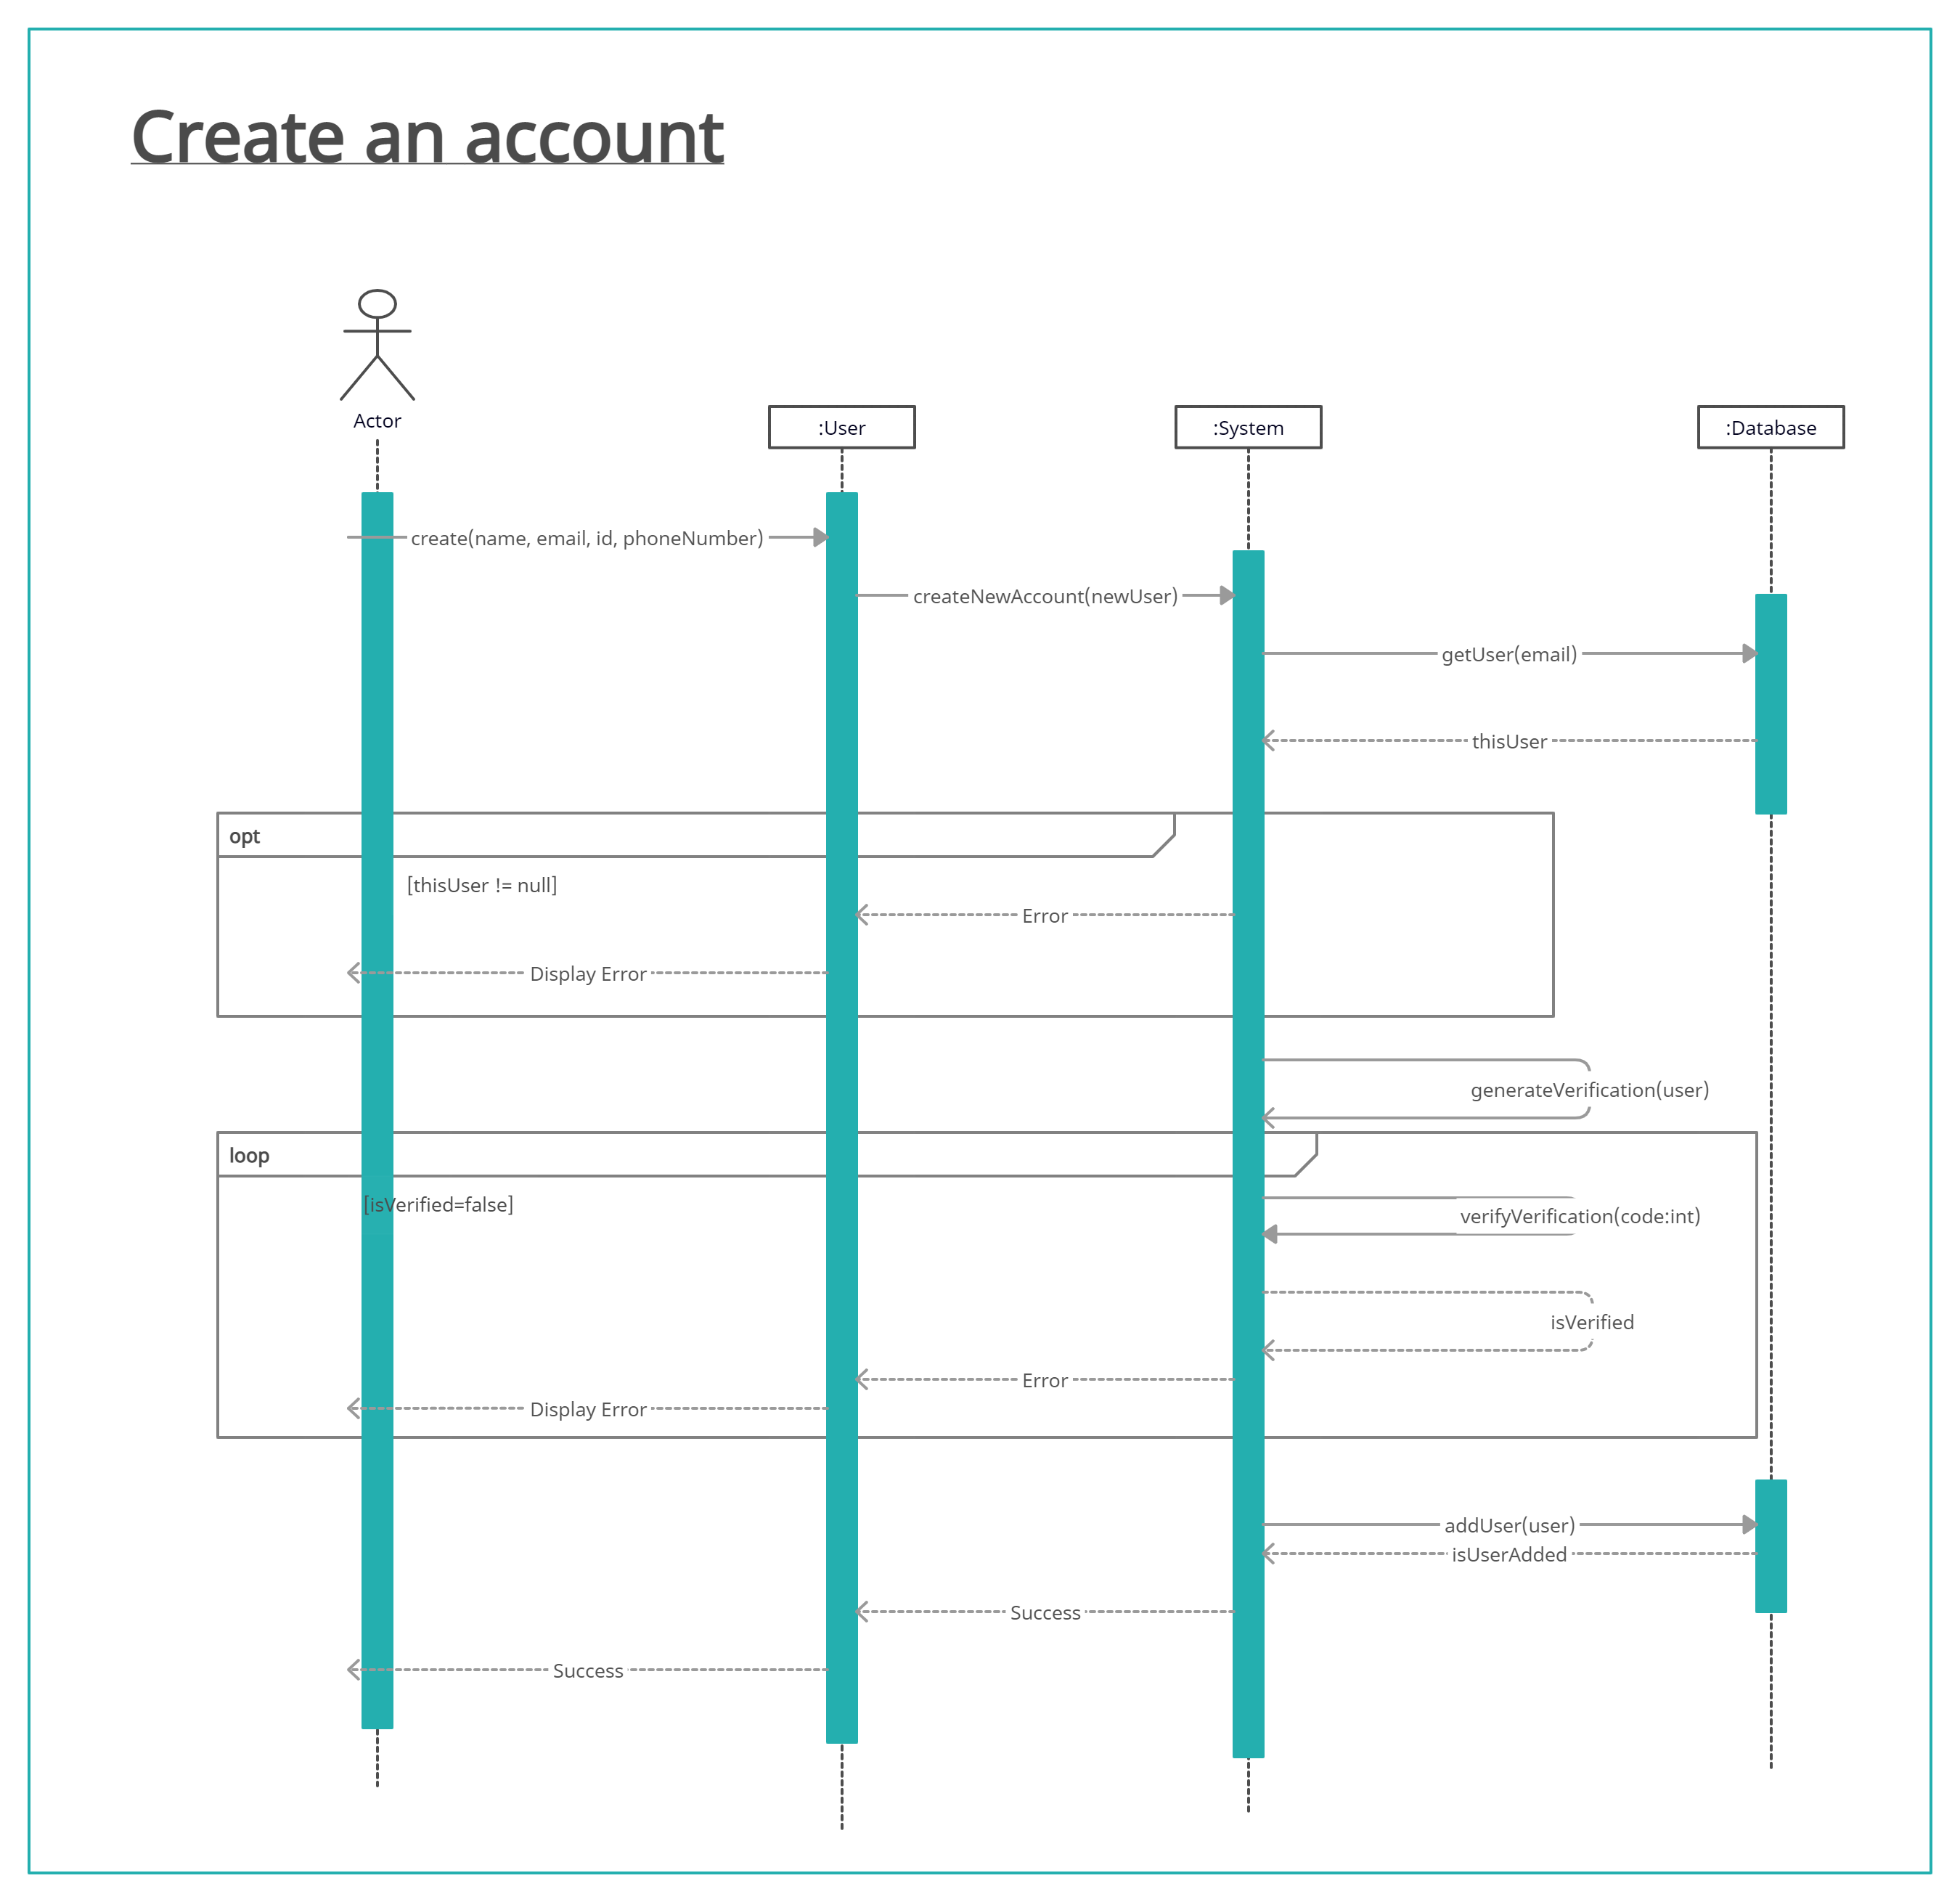 Create an account
Actor
:User
:System
:Database
create(name, email, id, phoneNumber)
createNewAccount(newUser)
getUser(email)
thisUser
opt
[thisUser != null]
Error
Display Error
generateVerification(user)
loop
[isVerified=false]
verifyVerification(code:int)
isVerified
Error
Display Error
addUser(user)
isUserAdded
Success
Success